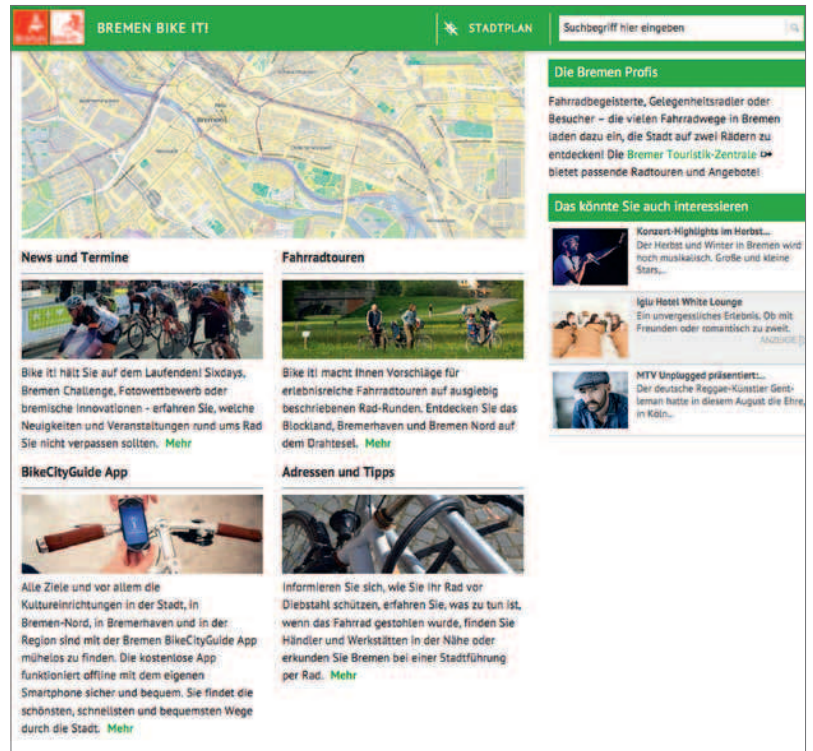 BREMEN BIKE IT!
STADTPLAN
Suchbegriff hier eingeben
Bremen
News und Termine
Bike it! hält Sie auf dem Laufenden! Sixdays,
Bremen Challenge, Fotowettbewerb oder
bremische Innovationen - erfahren Sie, welche
Neuigkeiten und Veranstaltungen rund ums Rad
Sie nicht verpassen sollten. Mehr
Fahrradtouren
Bike it! macht Ihnen Vorschläge für
erlebnisreiche Fahrradtouren auf ausgiebig
beschriebenen Rad-Runden. Entdecken Sie das
Blockland, Bremerhaven und Bremen Nord auf
dem Drahtesel. Mehr
BikeCityGuide App
Alle Ziele und vor allem die
Kultureinrichtungen in der Stadt, in
Bremen-Nord, in Bremerhaven und in der
Region sind mit der Bremen BikeCityGuide App
mühelos zu finden. Die kostenlose App
funktioniert offline mit dem eigenen
Smartphone sicher und bequem. Sie findet die
schönsten, schnellsten und bequemsten Wege
durch die Stadt. Mehr
Adressen und Tipps
Informieren Sie sich, wie Sie Ihr Rad vor
Diebstahl schützen, erfahren Sie, was zu tun ist,
wenn das Fahrrad gestohlen wurde, finden Sie
Händler und Werkstätten in der Nähe oder
erkunden Sie Bremen bei einer Stadtführung
per Rad. Mehr
Die Bremen Profis
Fahrradbegeisterte, Gelegenheitsradler oder
Besucher – die vielen Fahrradwege in Bremen
laden dazu ein, die Stadt auf zwei Rädern zu
entdecken! Die Bremer Touristik-Zentrale
bietet passende Radtouren und Angebote!
Das könnte Sie auch interessieren
Konzert-Highlights im Herbst...
Der Herbst und Winter in Bremen wird
hoch musikalisch. Große und kleine
Stars,...
Iglu Hotel White Lounge
Ein unvergessliches Erlebnis. Ob mit
Freunden oder romantisch zu zweit.
ANZEIGE
MTV Unplugged präsentiert:...
Der deutsche Reggae-Künstler Gent-
leman hatte in diesem August die Ehre,
in Köln...